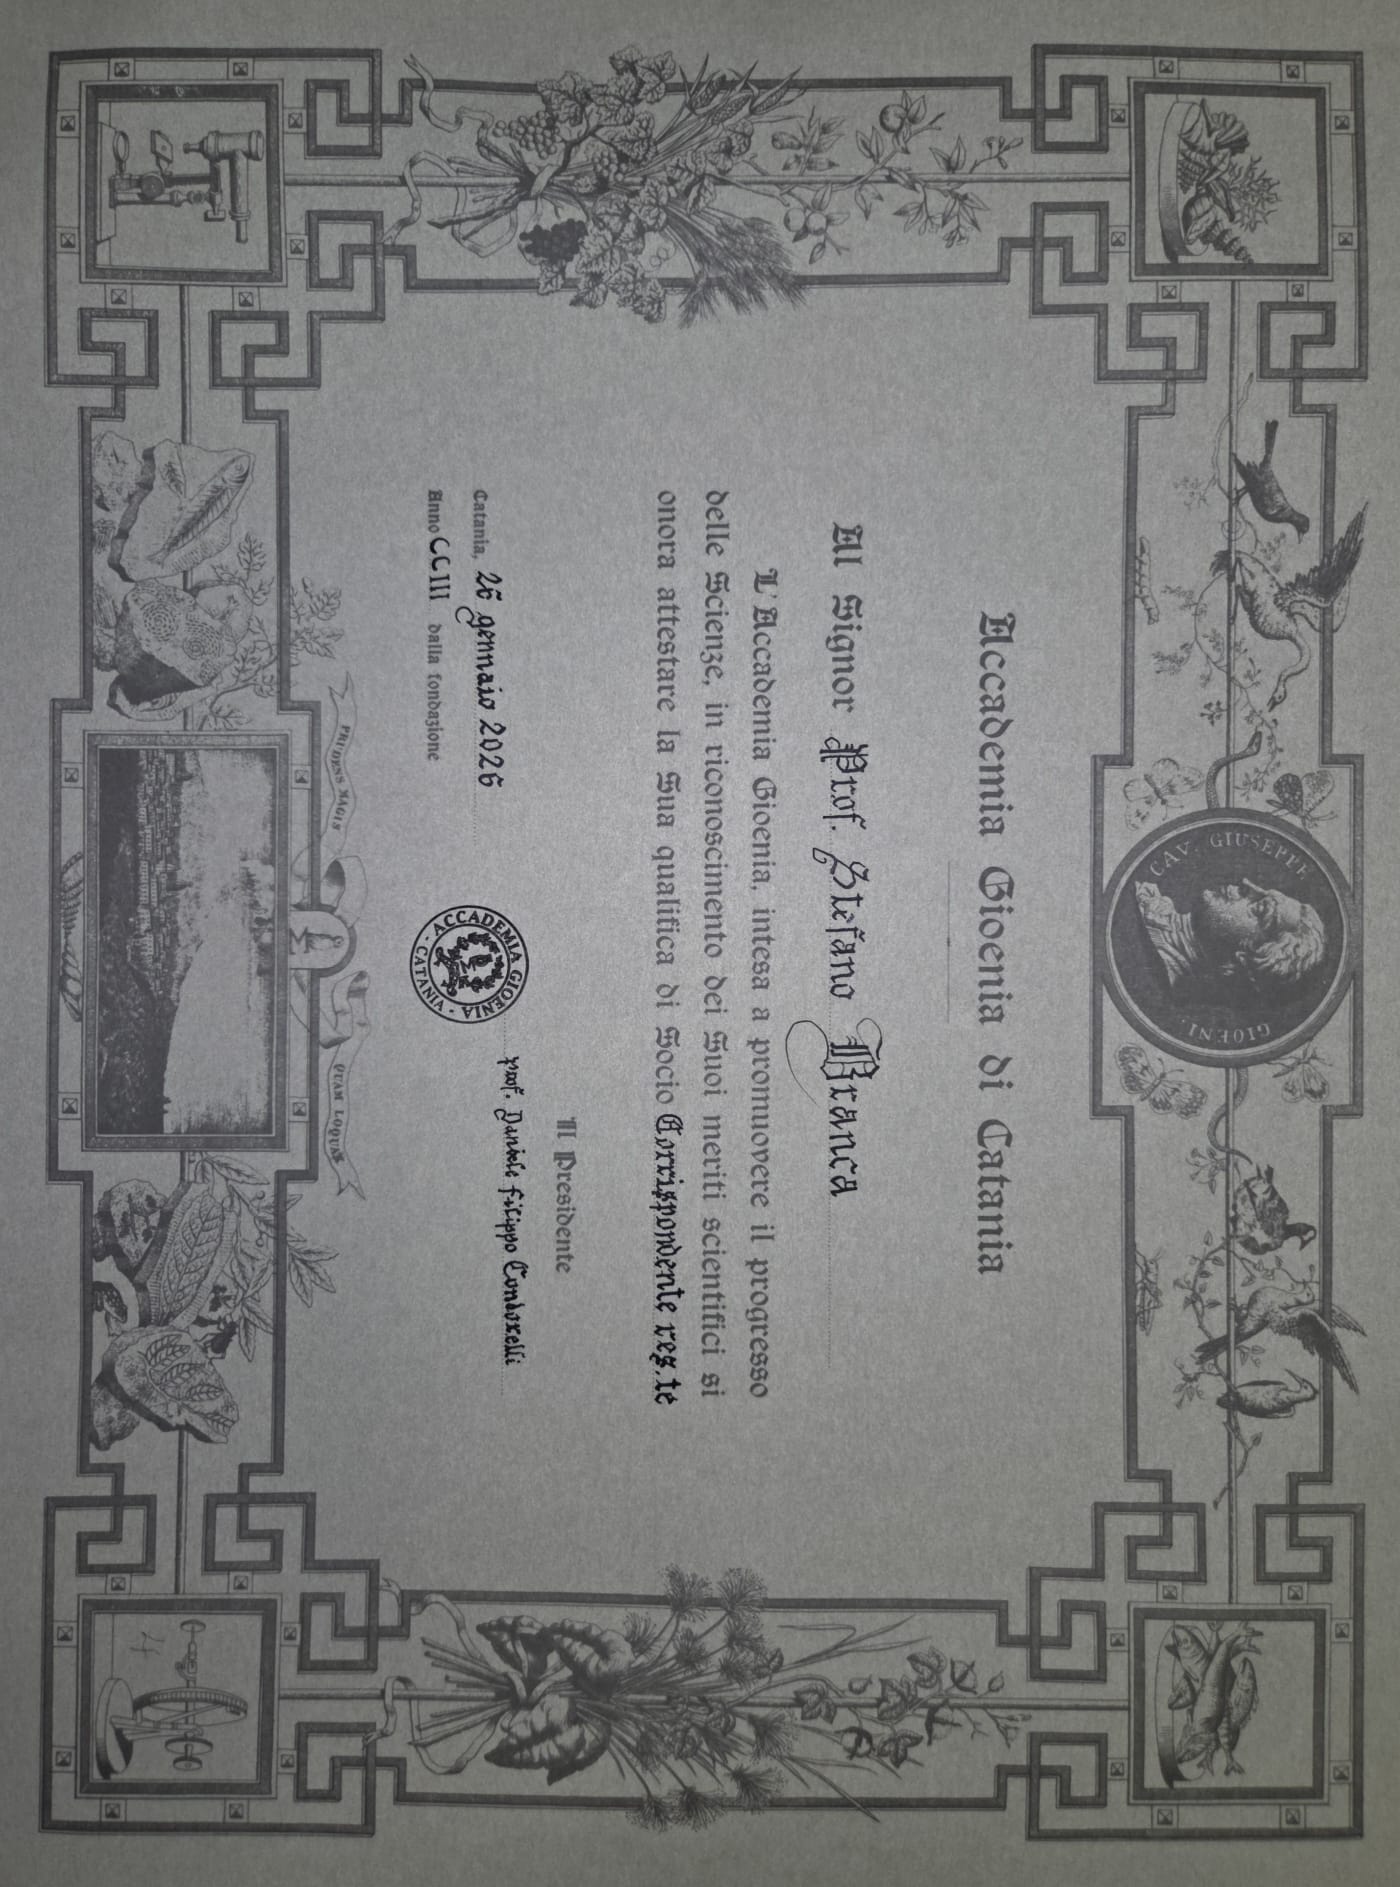 CAV. GIUSEPPE GIOENI.
Accademia Gioenia di Catania
Al Signor Prof. Stefano Branca
L'Accademia Gioenia, intesa a promuovere il progresso
delle Scienze, in riconoscimento dei Suoi meriti scientifici si
onora attestare la Sua qualifica di Socio Corrispondente res.te
Il Presidente
prof. Daniele Filippo Condorelli
Catania, 26 gennaio 2026
Anno CCIII dalla fondazione
ACCADEMIA GIOENIA · CATANIA ·
PRUDENS MAGIS QUAM LOQUAX